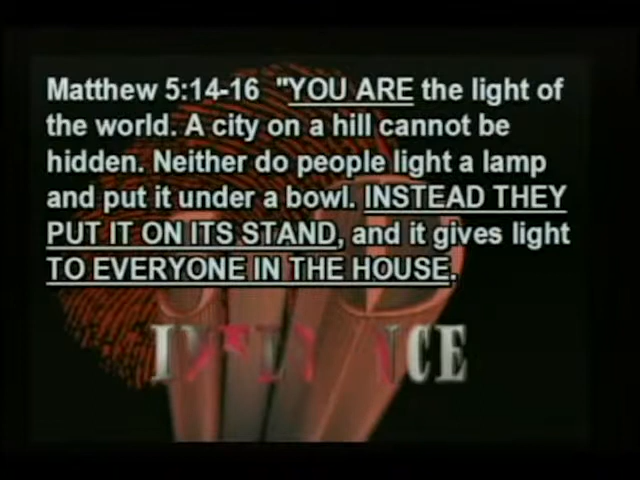 Matthew 5:14-16 "YOU ARE the light of
the world. A city on a hill cannot be
hidden. Neither do people light a lamp
and put it under a bowl. INSTEAD THEY
PUT IT ON ITS STAND, and it gives light
TO EVERYONE IN THE HOUSE.